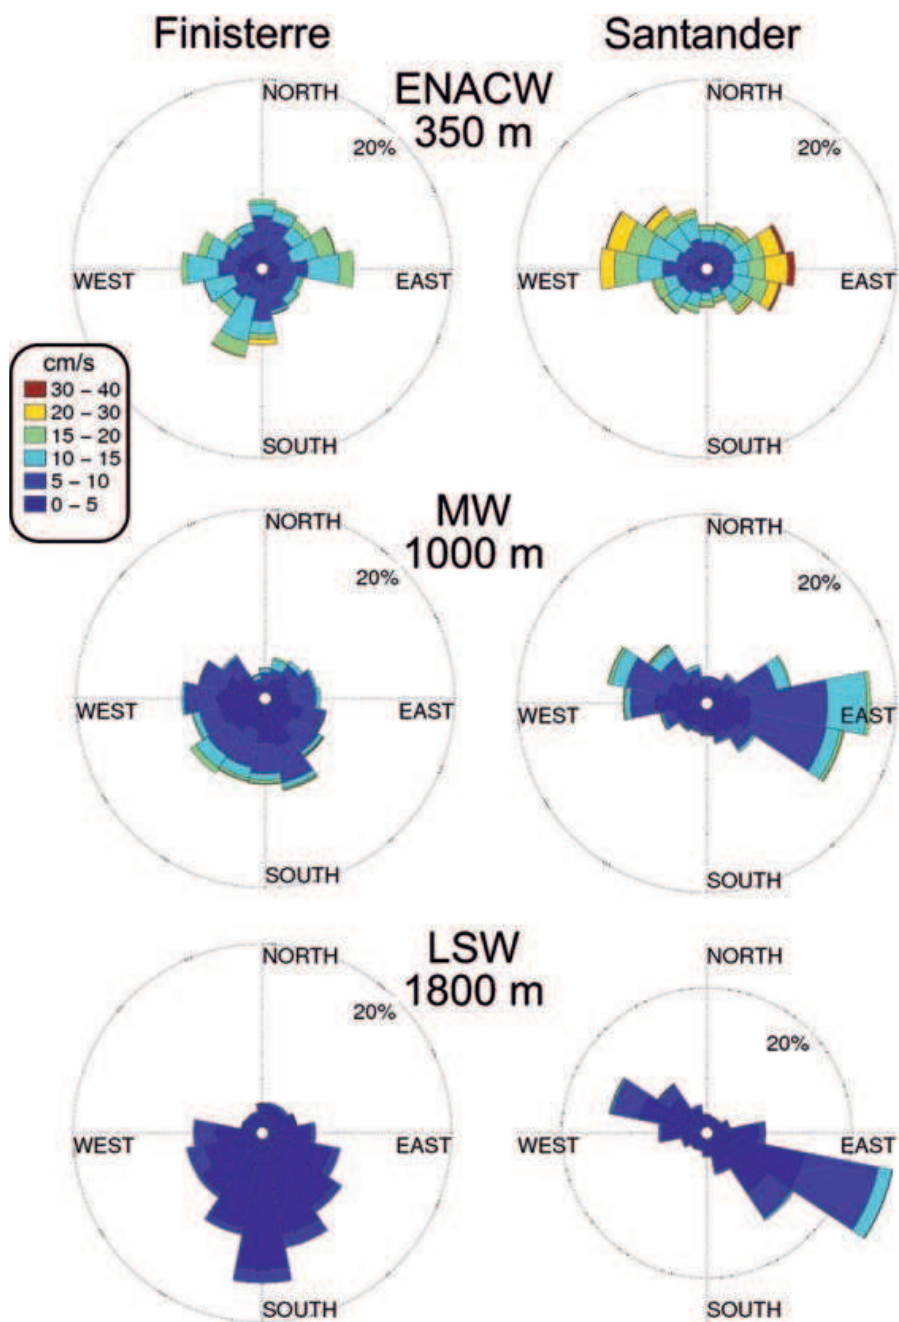 Finisterre
Santander
ENACW
350 m
NORTH
20%
WEST
EAST
SOUTH
NORTH
20%
WEST
EAST
SOUTH
cm/s
30 – 40
20 – 30
15 – 20
10 – 15
5 – 10
0 – 5
MW
1000 m
NORTH
20%
WEST
EAST
SOUTH
NORTH
20%
WEST
EAST
SOUTH
LSW
1800 m
NORTH
20%
WEST
EAST
SOUTH
NORTH
20%
WEST
EAST
SOUTH